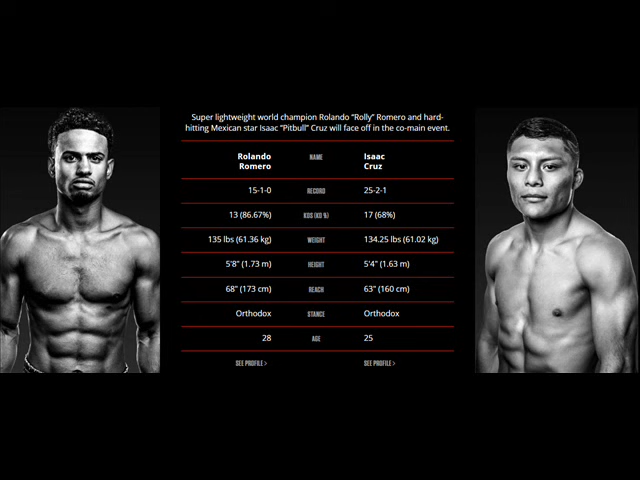 Super lightweight world champion Rolando “Rolly” Romero and hard-
hitting Mexican star Isaac “Pitbull” Cruz will face off in the co-main event.
Rolando Romero NAME Isaac Cruz
15-1-0 RECORD 25-2-1
13 (86.67%) KOS (KO %) 17 (68%)
135 lbs (61.36 kg) WEIGHT 134.25 lbs (61.02 kg)
5'8" (1.73 m) HEIGHT 5'4" (1.63 m)
68" (173 cm) REACH 63" (160 cm)
Orthodox STANCE Orthodox
28 AGE 25
SEE PROFILE > SEE PROFILE >